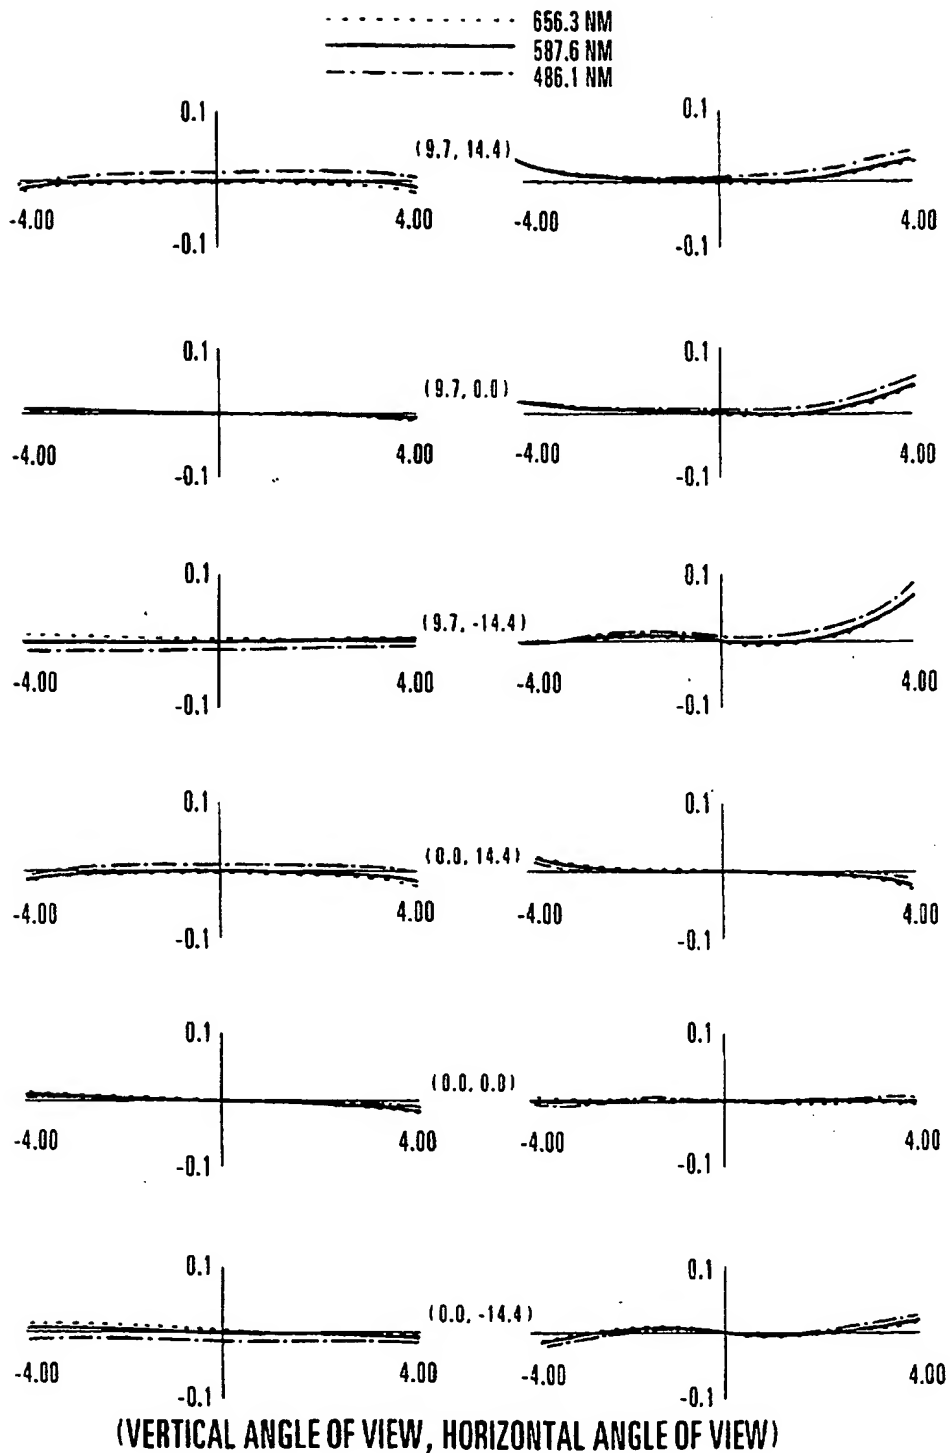 656.3 NM
587.6 NM
486.1 NM
0.1 0.1
(9.7, 14.4)
-4.00 4.00 -4.00 4.00
-0.1 -0.1
0.1 0.1
(9.7, 0.0)
-4.00 4.00 -4.00 4.00
-0.1 -0.1
0.1 0.1
(9.7, -14.4)
-4.00 4.00 -4.00 4.00
-0.1 -0.1
0.1 0.1
(0.0, 14.4)
-4.00 4.00 -4.00 4.00
-0.1 -0.1
0.1 0.1
(0.0, 0.0)
-4.00 4.00 -4.00 4.00
-0.1 -0.1
0.1 0.1
(0.0, -14.4)
-4.00 4.00 -4.00 4.00
-0.1 -0.1
(VERTICAL ANGLE OF VIEW, HORIZONTAL ANGLE OF VIEW)